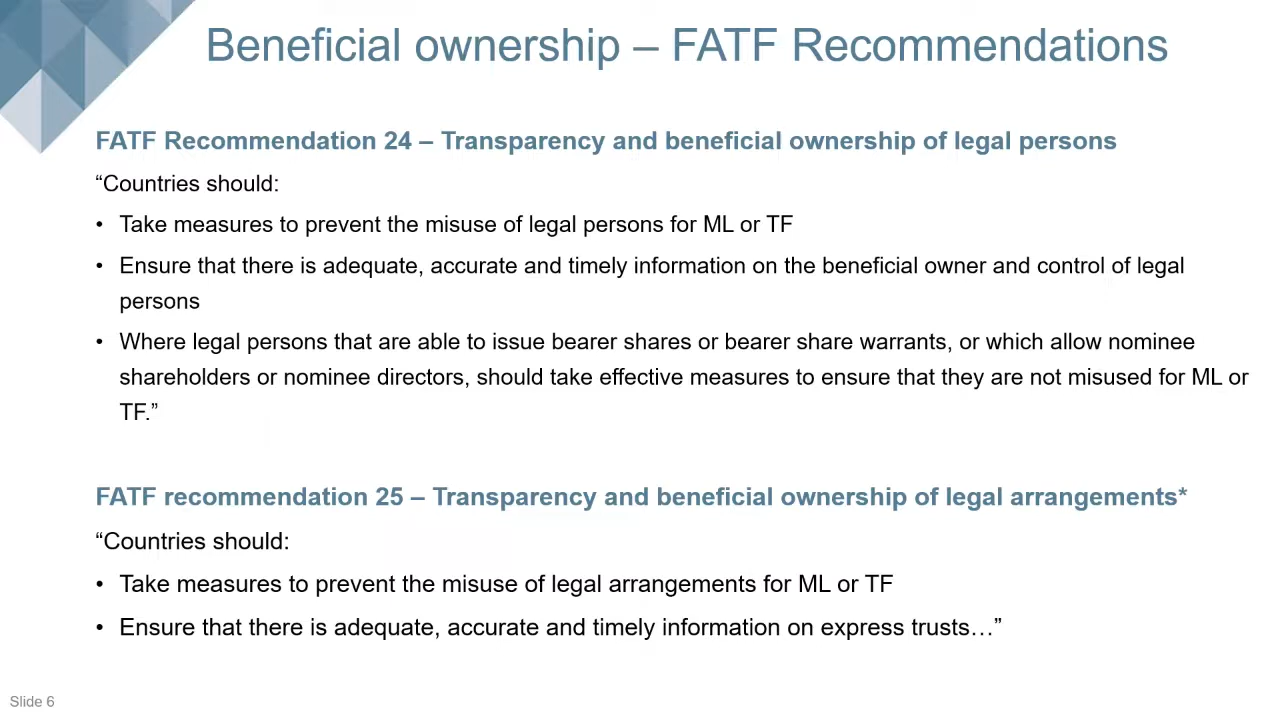 Beneficial ownership – FATF Recommendations
FATF Recommendation 24 – Transparency and beneficial ownership of legal persons
“Countries should:
• Take measures to prevent the misuse of legal persons for ML or TF
• Ensure that there is adequate, accurate and timely information on the beneficial owner and control of legal
persons
• Where legal persons that are able to issue bearer shares or bearer share warrants, or which allow nominee
shareholders or nominee directors, should take effective measures to ensure that they are not misused for ML or
TF.”
FATF recommendation 25 – Transparency and beneficial ownership of legal arrangements*
“Countries should:
• Take measures to prevent the misuse of legal arrangements for ML or TF
• Ensure that there is adequate, accurate and timely information on express trusts…”
Slide 6